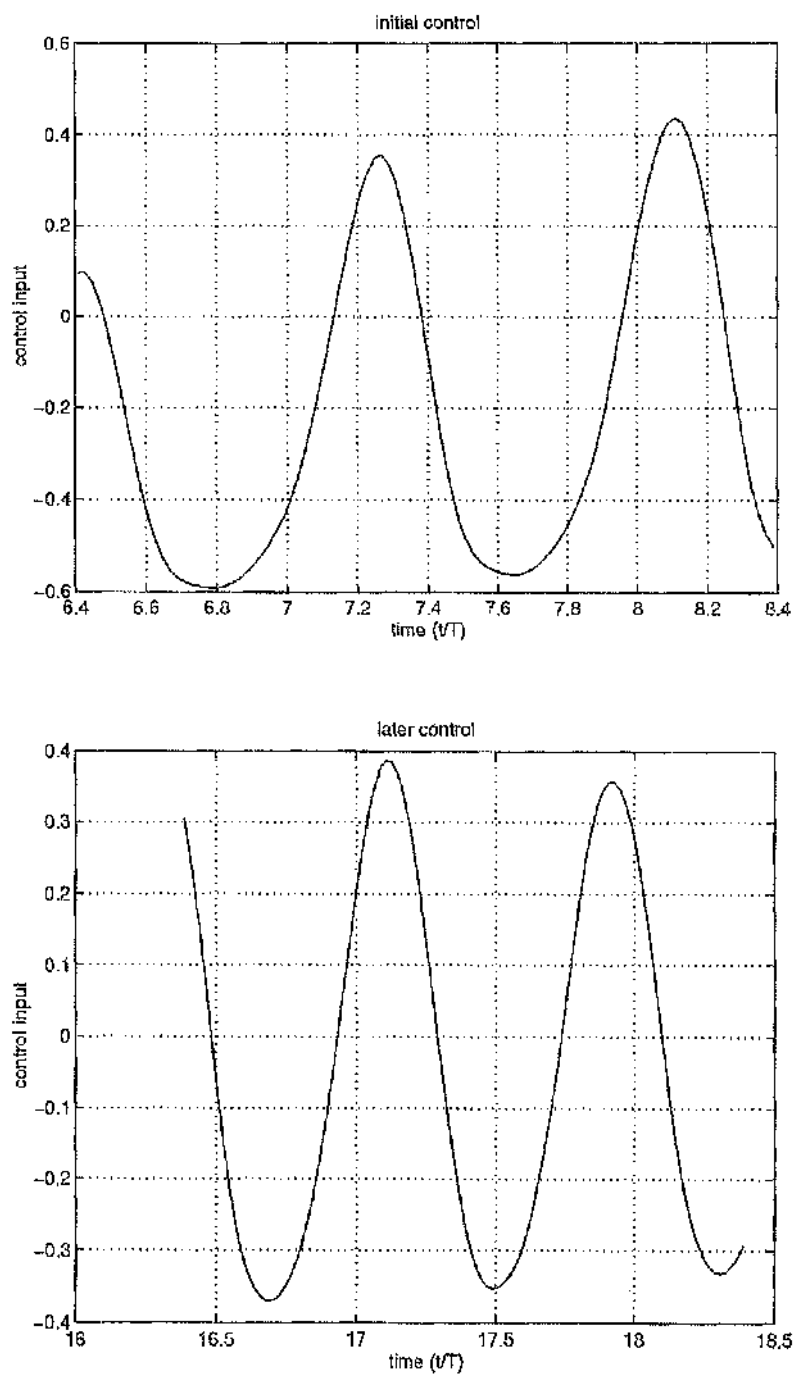 initial control
0.6
0.4
0.2
0
−0.2
−0.4
−0.6
control input
6.4 6.6 6.8 7 7.2 7.4 7.6 7.8 8 8.2 8.4
time (t/T)
later control
0.4
0.3
0.2
0.1
0
−0.1
−0.2
−0.3
−0.4
control input
16 16.5 17 17.5 18 18.5
time (t/T)